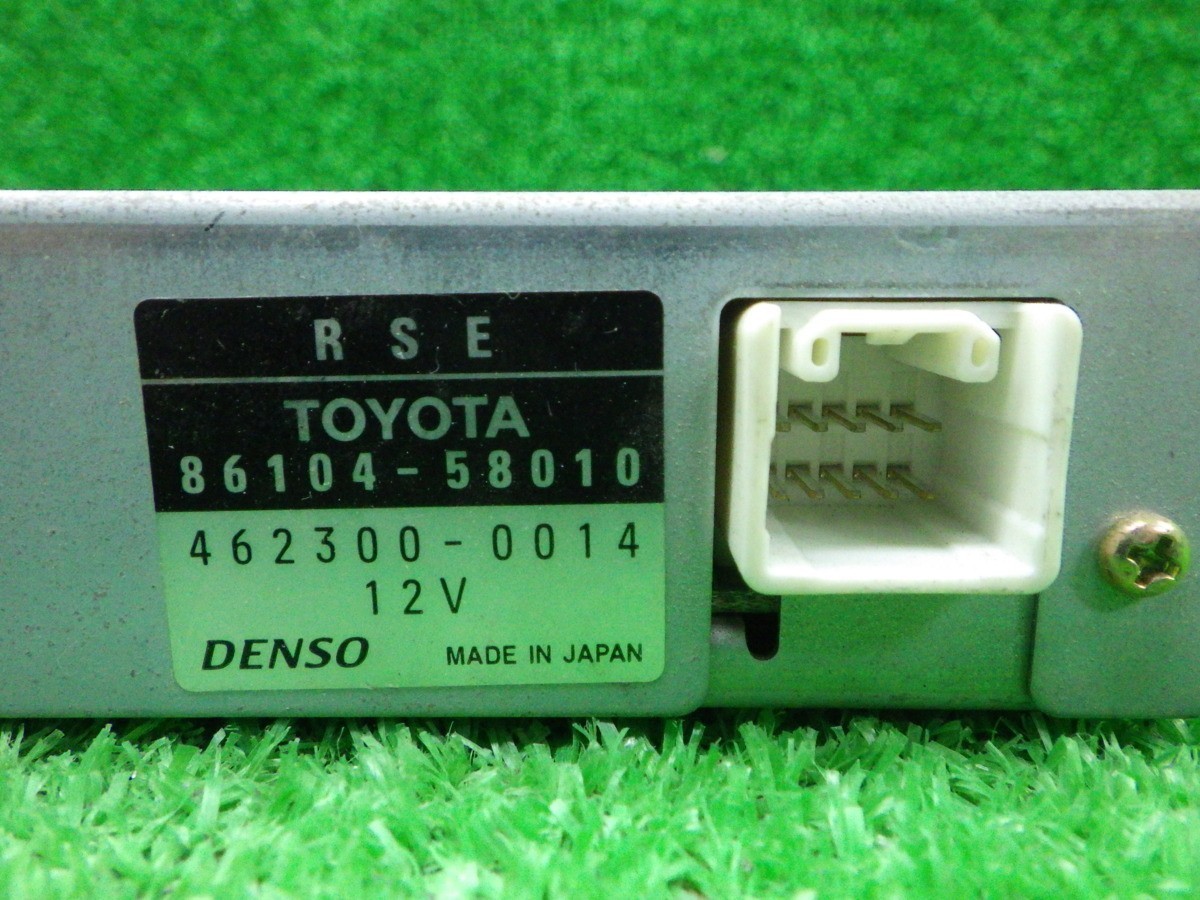 RSE
TOYOTA
86104-58010
462300-0014
12V
DENSO MADE IN JAPAN